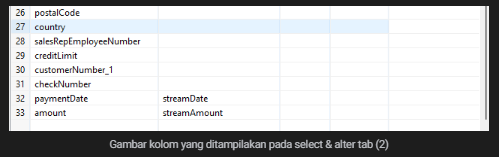 26 postalCode
27 country
28 salesRepEmployeeNumber
29 creditLimit
30 customerNumber_1
31 checkNumber
32 paymentDate streamDate
33 amount streamAmount
Gambar kolom yang ditampilakan pada select & alter tab (2)